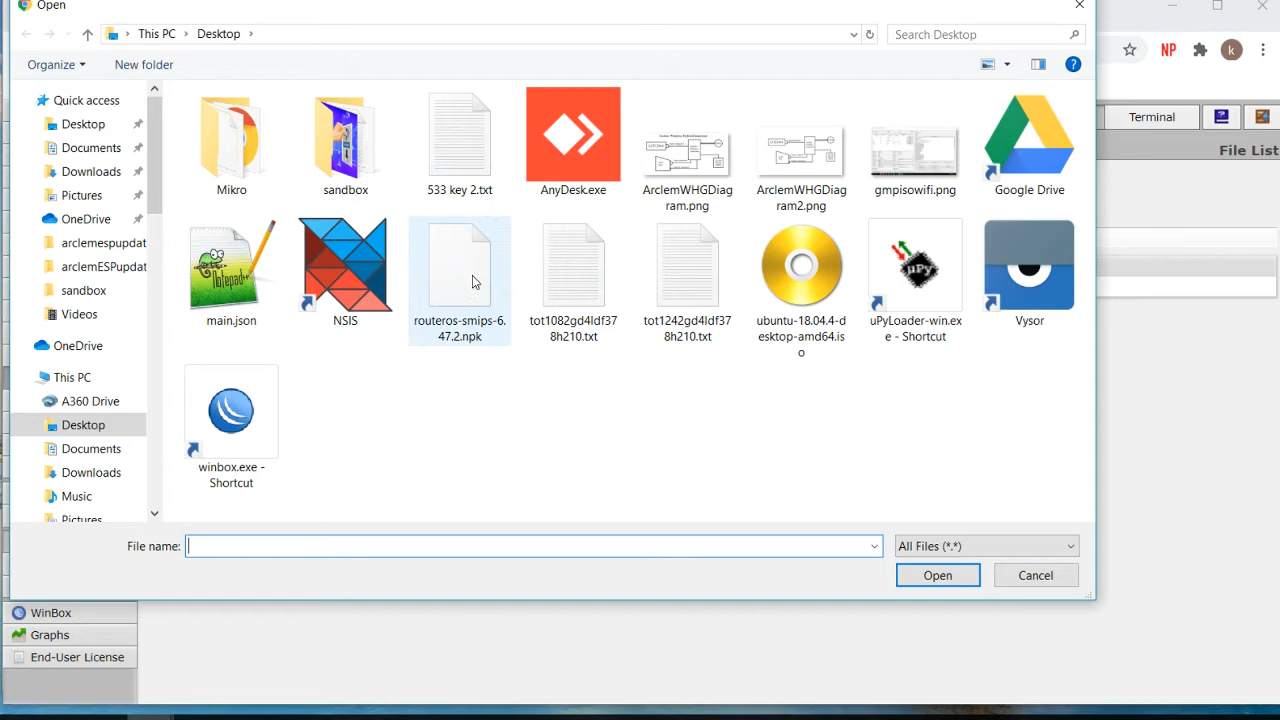 Open
This PC
Desktop
Search Desktop
NP
k
Organize
New folder
Terminal
File List
Quick access
Desktop
Documents
Downloads
Pictures
OneDrive
arclemespupdat
arclemESPupdat
sandbox
Videos
OneDrive
This PC
A360 Drive
Desktop
Documents
Downloads
Music
Pictures
Mikro
sandbox
533 key 2.txt
AnyDesk.exe
ArclemWHGDiag
ram.png
ArclemWHGDiag
ram2.png
gmpisowifi.png
Google Drive
main.json
NSIS
routeros-smips-6.
47.2.npk
tot1082gd4ldf37
8h210.txt
tot1242gd4ldf37
8h210.txt
ubuntu-18.04.4-d
esktop-amd64.is
o
uPyLoader-win.ex
e - Shortcut
Vysor
winbox.exe -
Shortcut
File name:
All Files (*.*)
Open
Cancel
WinBox
Graphs
End-User License